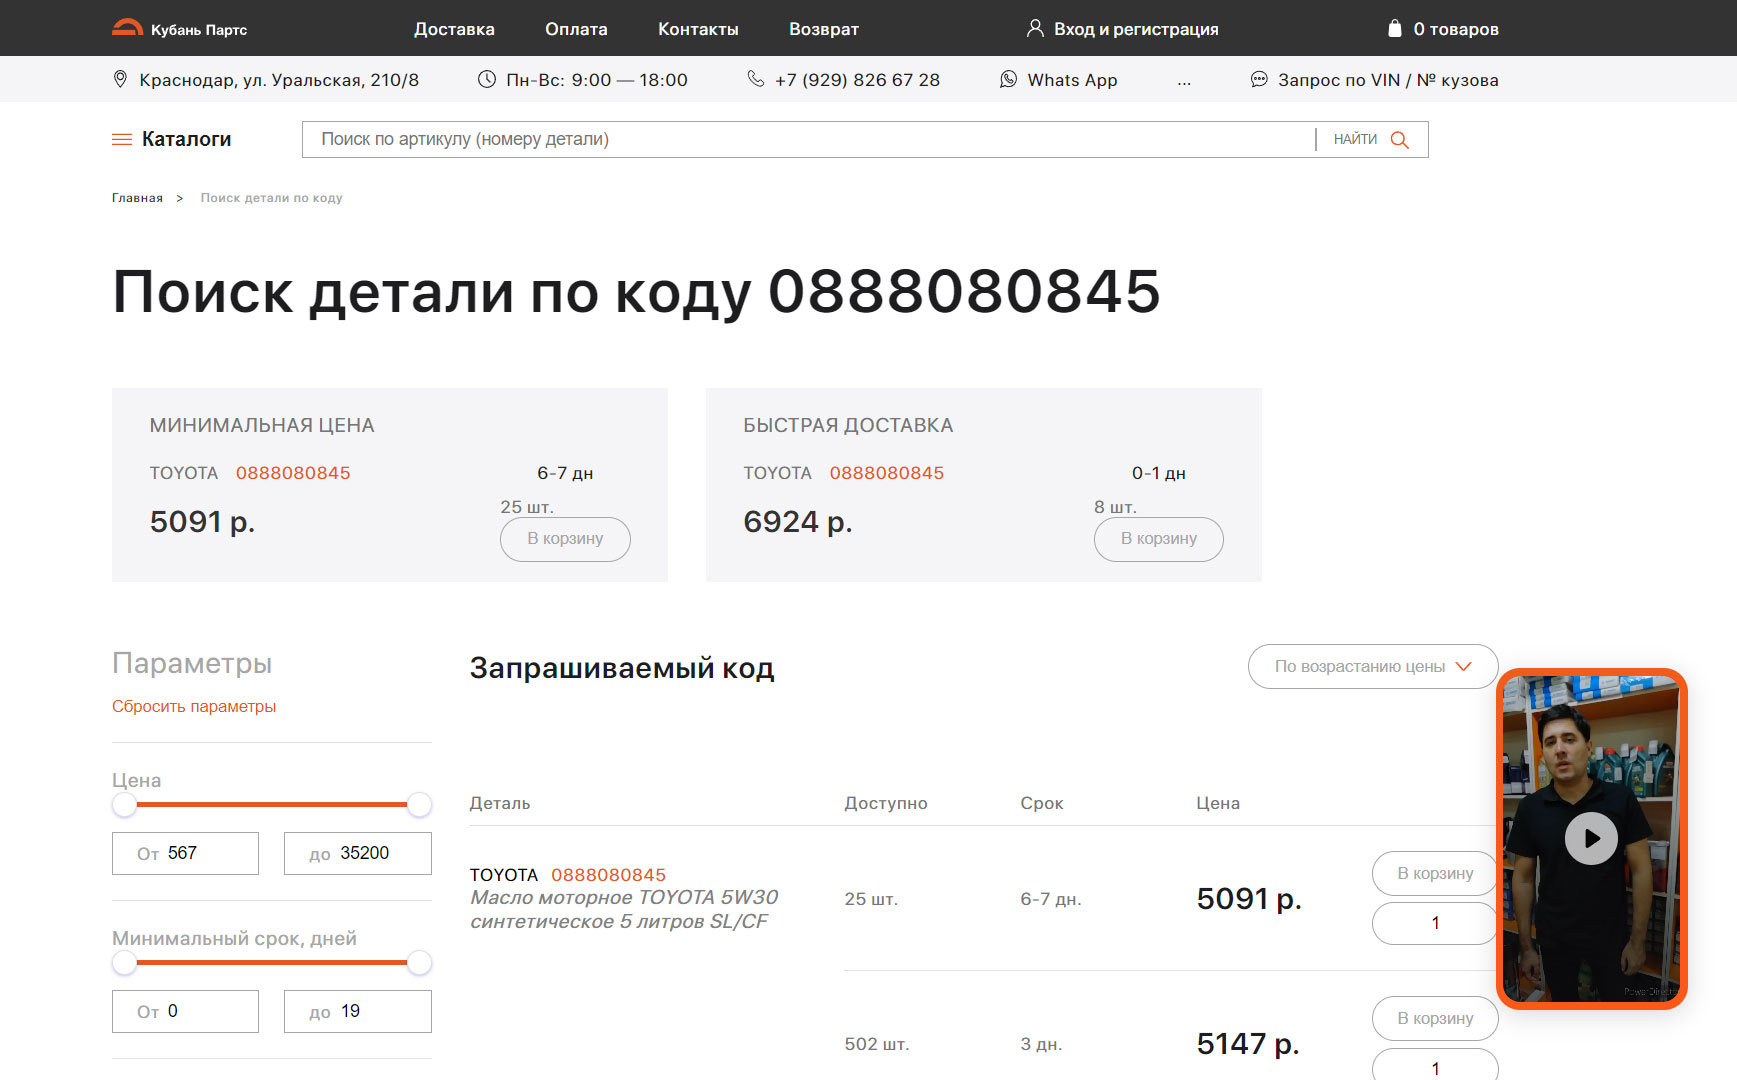 Кубань Партс
Доставка Оплата Контакты Возврат Вход и регистрация 0 товаров
Краснодар, ул. Уральская, 210/8 Пн-Вс: 9:00 — 18:00 +7 (929) 826 67 28 Whats App ... Запрос по VIN / № кузова
Каталоги Поиск по артикулу (номеру детали) НАЙТИ
Главная > Поиск детали по коду
Поиск детали по коду 0888080845
МИНИМАЛЬНАЯ ЦЕНА
TOYOTA 0888080845 6-7 дн
25 шт.
5091 р.
В корзину
БЫСТРАЯ ДОСТАВКА
TOYOTA 0888080845 0-1 дн
8 шт.
6924 р.
В корзину
Параметры
Сбросить параметры
Цена
От 567 до 35200
Минимальный срок, дней
От 0 до 19
Запрашиваемый код По возрастанию цены
Деталь Доступно Срок Цена
TOYOTA 0888080845
Масло моторное TOYOTA 5W30
синтетическое 5 литров SL/CF
25 шт. 6-7 дн. 5091 р. В корзину
1
502 шт. 3 дн. 5147 р. В корзину
1